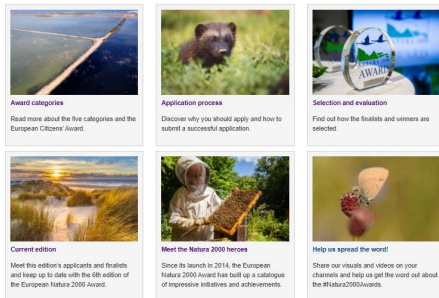 Award categories
Read more about the five categories and the
European Citizens' Award.
Application process
Discover why you should apply and how to
submit a successful application.
AWARD
Selection and evaluation
Find out how the finalists and winners are
selected.
Current edition
Meet this edition's applicants and finalists
and keep up to date with the 6th edition of
the European Natura 2000 Award.
Meet the Natura 2000 heroes
Since its launch in 2014, the European
Natura 2000 Award has built up a catalogue
of impressive initiatives and achievements.
Help us spread the word!
Share our visuals and videos on your
channels and help us get the word out about
the #Natura2000Awards.